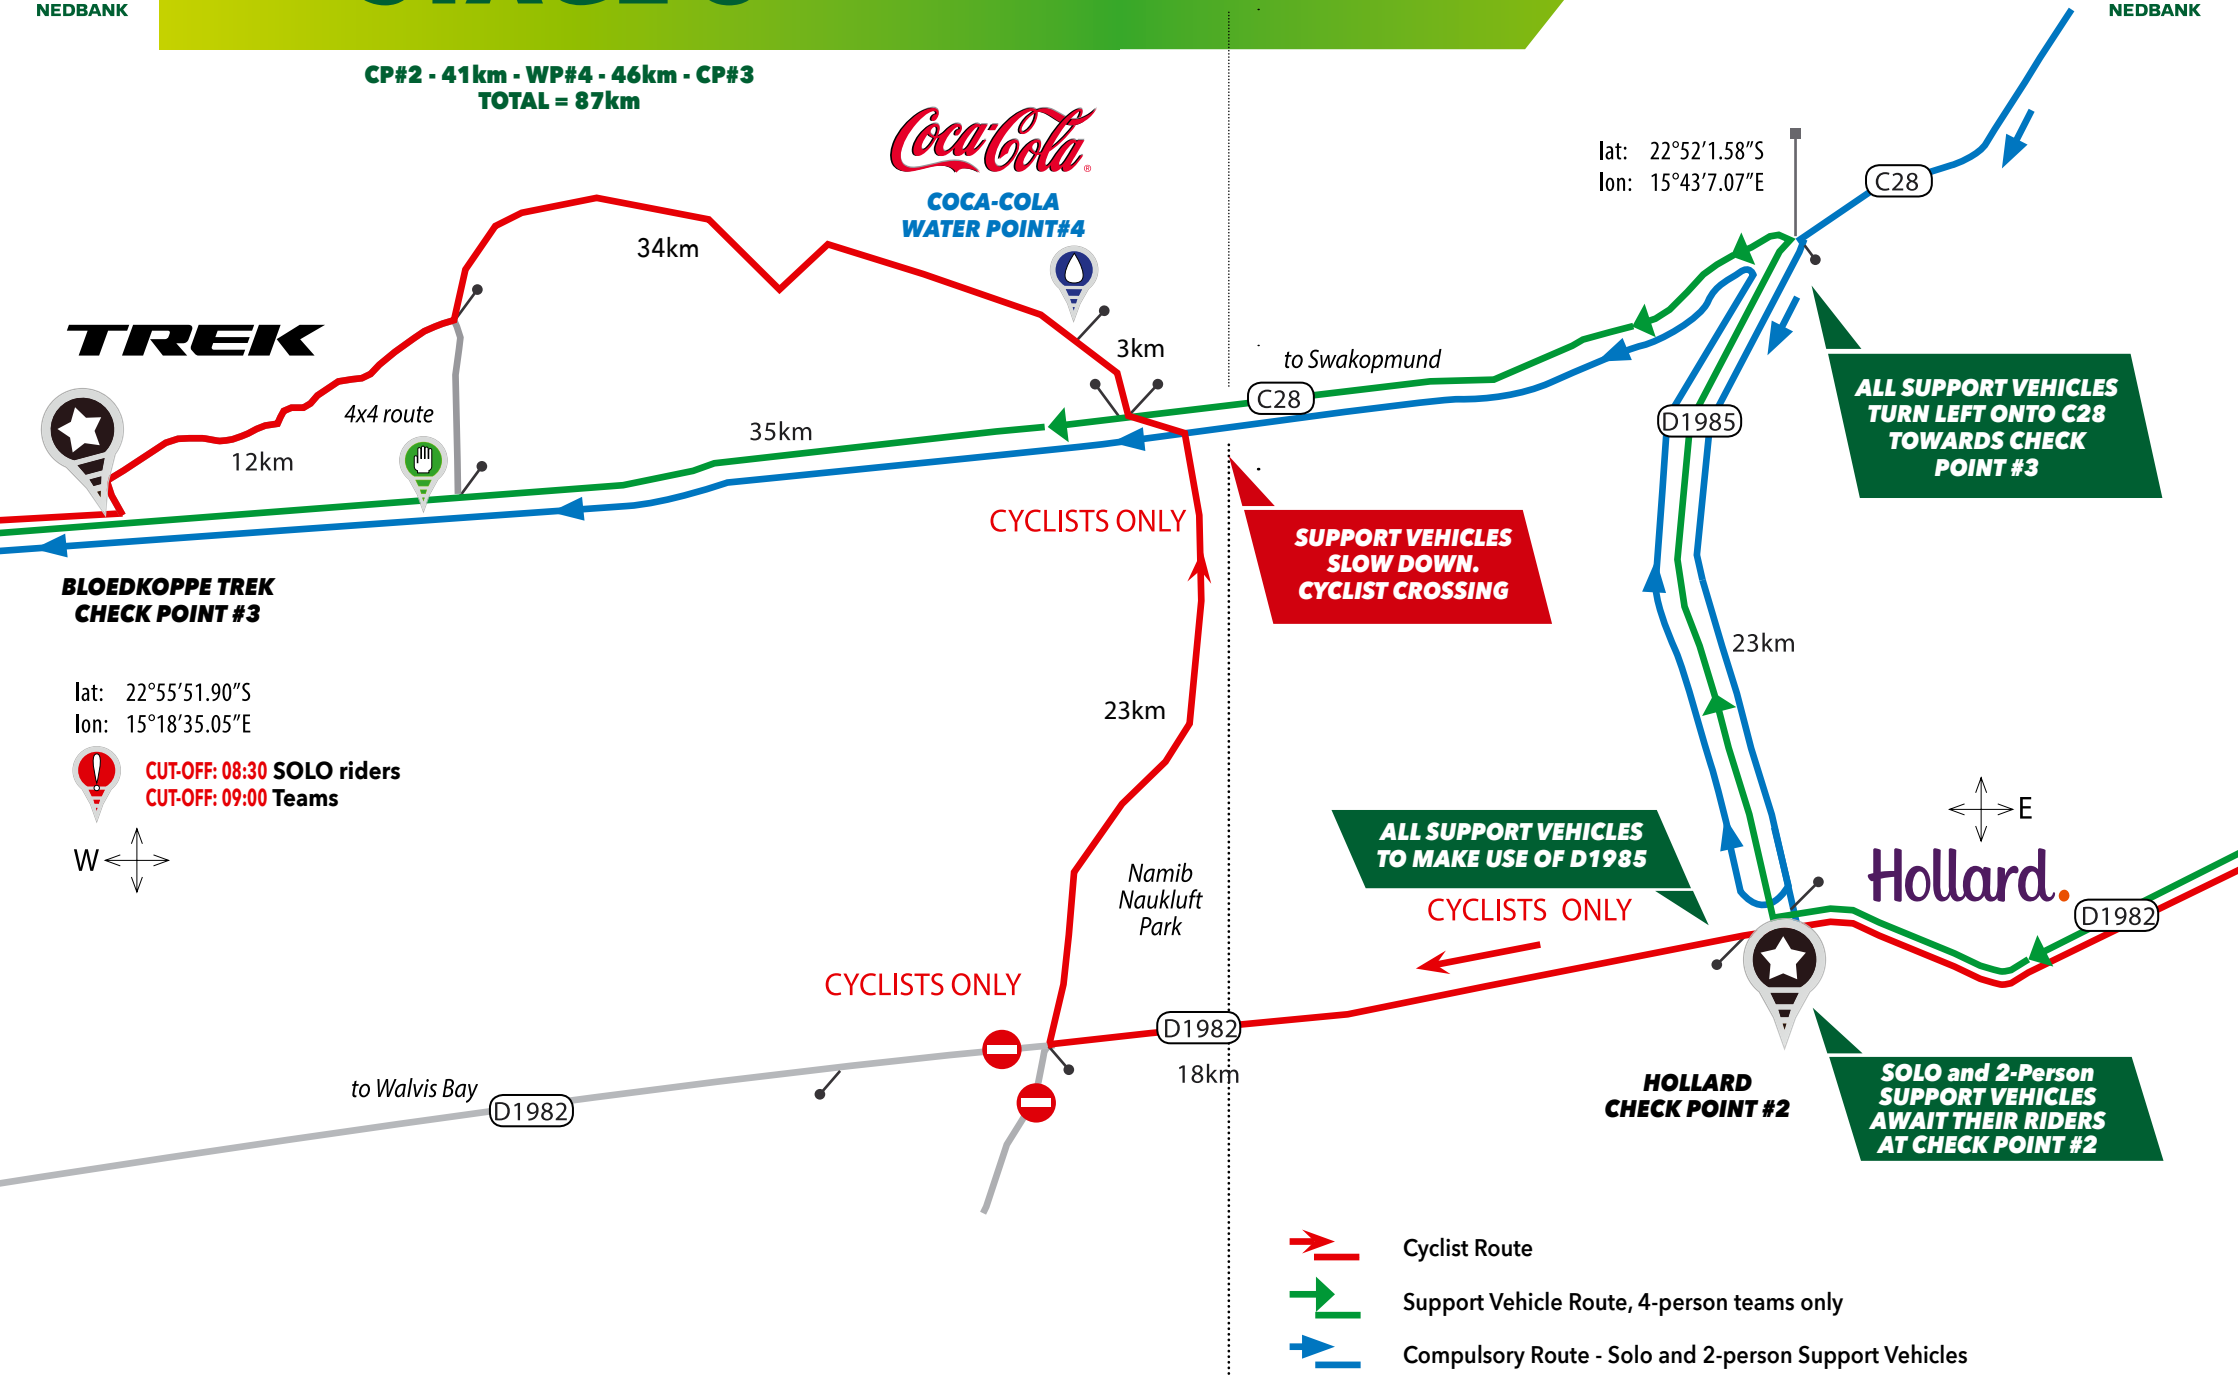 NEDBANK
NEDBANK
CP#2 - 41km - WP#4 - 46km - CP#3
TOTAL = 87km
Coca-Cola
®
COCA-COLA
WATER POINT#4
lat: 22°52’1.58”S
lon: 15°43’7.07”E
C28
34km
3km
to Swakopmund
C28
TREK
4x4 route
12km
35km
D1985
ALL SUPPORT VEHICLES
TURN LEFT ONTO C28
TOWARDS CHECK
POINT #3
CYCLISTS ONLY
SUPPORT VEHICLES
SLOW DOWN.
CYCLIST CROSSING
BLOEDKOPPE TREK
CHECK POINT #3
23km
lat: 22°55’51.90”S
lon: 15°18’35.05”E
23km
CUT-OFF: 08:30 SOLO riders
CUT-OFF: 09:00 Teams
W
E
ALL SUPPORT VEHICLES
TO MAKE USE OF D1985
Hollard.
Namib
Naukluft
Park
CYCLISTS ONLY
D1982
CYCLISTS ONLY
D1982
18km
to Walvis Bay
D1982
HOLLARD
CHECK POINT #2
SOLO and 2-Person
SUPPORT VEHICLES
AWAIT THEIR RIDERS
AT CHECK POINT #2
Cyclist Route
Support Vehicle Route, 4-person teams only
Compulsory Route - Solo and 2-person Support Vehicles